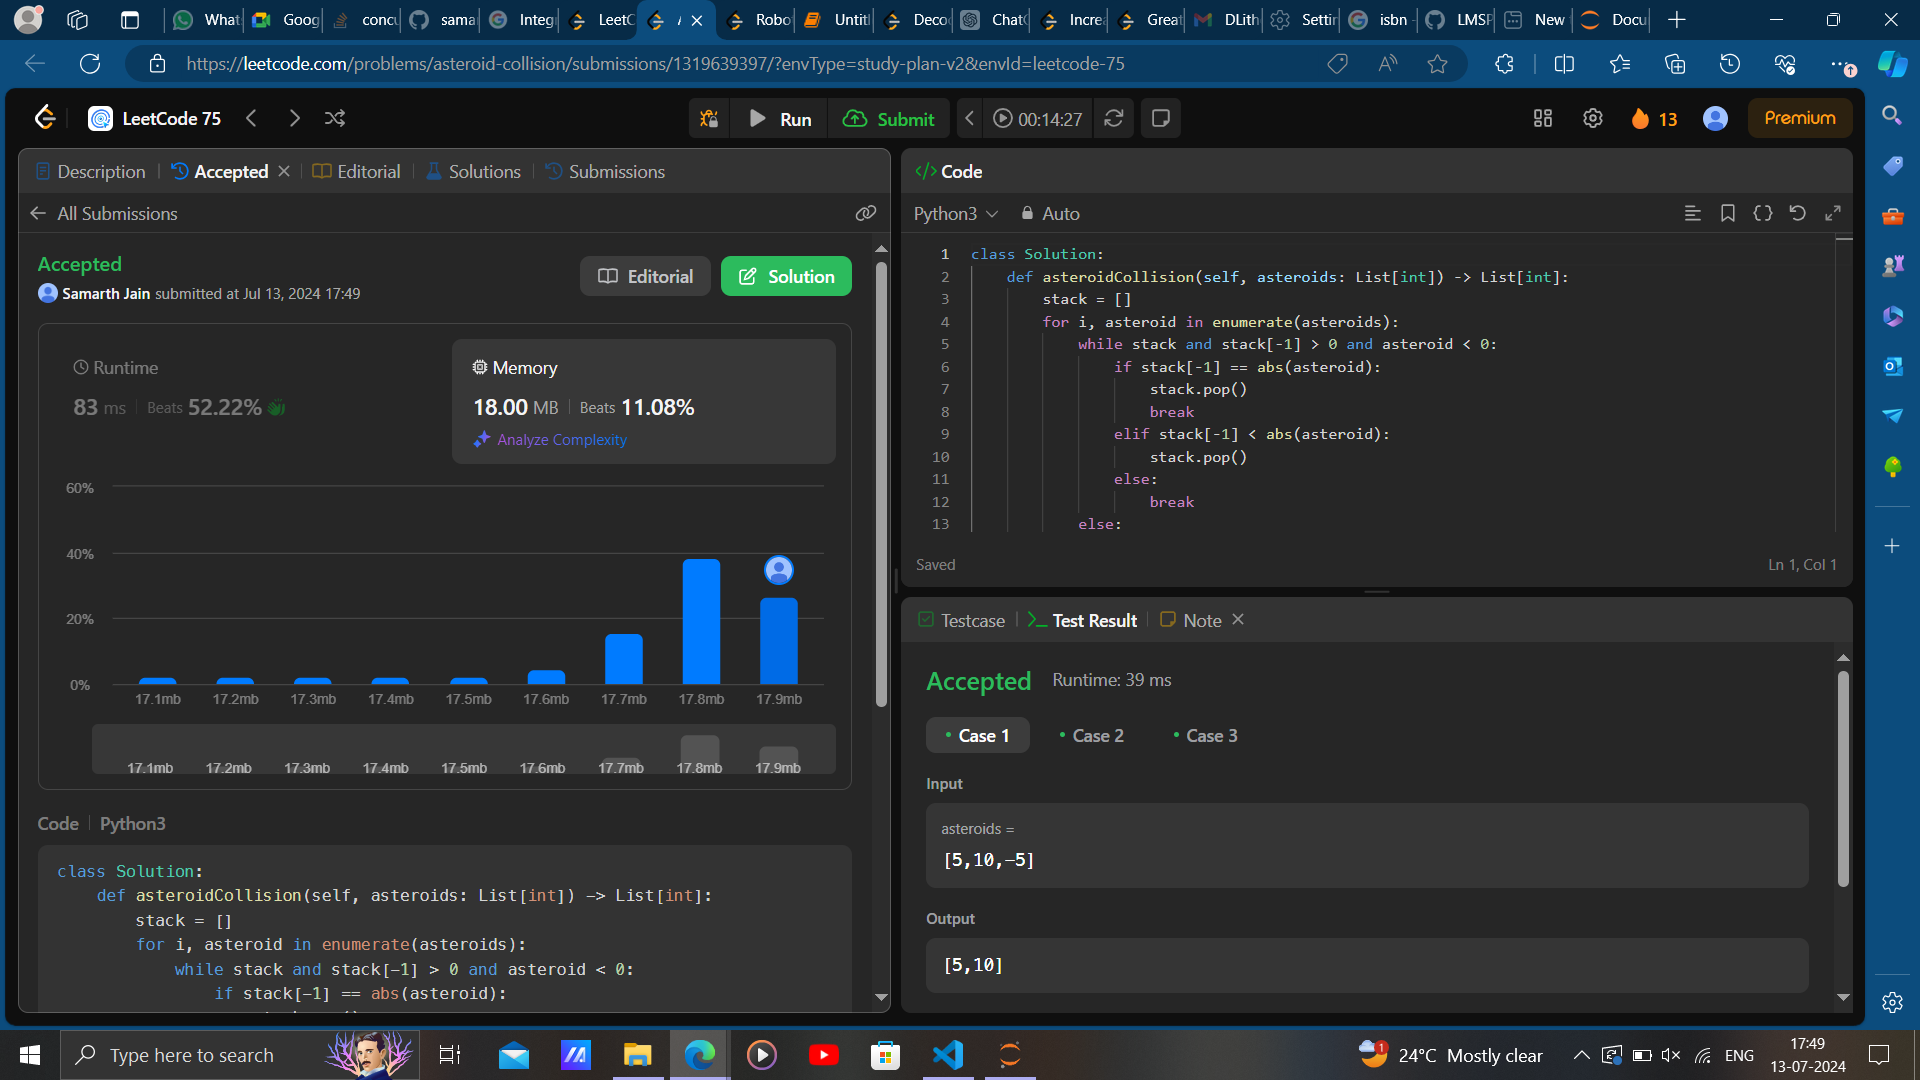 What
Goog
conc
sama
Integ
LeetC
A
Robo
Untitl
Decod
ChatG
Increa
Great
DLith
Settin
isbn -
LMSP
New
Docu
https://leetcode.com/problems/asteroid-collision/submissions/1319639397/?envType=study-plan-v2&envId=leetcode-75
LeetCode 75
Run
Submit
00:14:27
13
Premium
Description
Accepted
Editorial
Solutions
Submissions
All Submissions
Accepted
Samarth Jain submitted at Jul 13, 2024 17:49
Editorial
Solution
Runtime
83 ms
Beats 52.22%
Memory
18.00 MB
Beats 11.08%
Analyze Complexity
60%
40%
20%
0%
17.1mb 17.2mb 17.3mb 17.4mb 17.5mb 17.6mb 17.7mb 17.8mb 17.9mb
17.1mb 17.2mb 17.3mb 17.4mb 17.5mb 17.6mb 17.7mb 17.8mb 17.9mb
Code | Python3
class Solution:
def asteroidCollision(self, asteroids: List[int]) -> List[int]:
stack = []
for i, asteroid in enumerate(asteroids):
while stack and stack[-1] > 0 and asteroid < 0:
if stack[-1] == abs(asteroid):
Code
Python3
Auto
1 class Solution:
2 def asteroidCollision(self, asteroids: List[int]) -> List[int]:
3 stack = []
4 for i, asteroid in enumerate(asteroids):
5 while stack and stack[-1] > 0 and asteroid < 0:
6 if stack[-1] == abs(asteroid):
7 stack.pop()
8 break
9 elif stack[-1] < abs(asteroid):
10 stack.pop()
11 else:
12 break
13 else:
Saved
Ln 1, Col 1
Testcase
Test Result
Note
Accepted
Runtime: 39 ms
Case 1
Case 2
Case 3
Input
asteroids =
[5,10,-5]
Output
[5,10]
Type here to search
1
24°C Mostly clear
ENG
17:49
13-07-2024